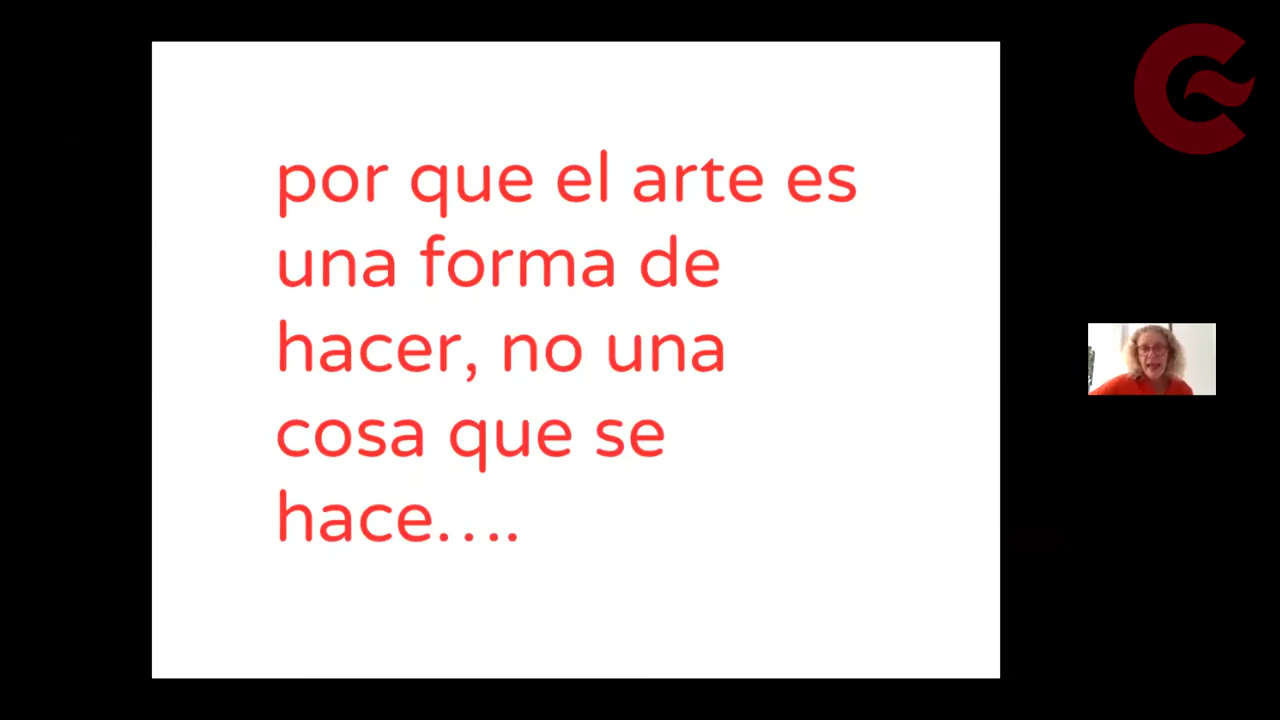 por que el arte es
una forma de
hacer, no una
cosa que se
hace....